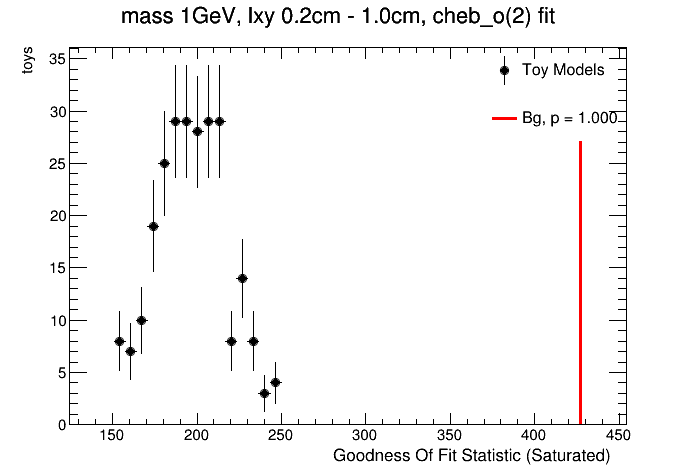 mass 1GeV, lxy 0.2cm - 1.0cm, cheb_o(2) fit
toys
35
30
25
20
15
10
5
0
Toy Models
Bg, p = 1.000
150 200 250 300 350 400 450
Goodness Of Fit Statistic (Saturated)